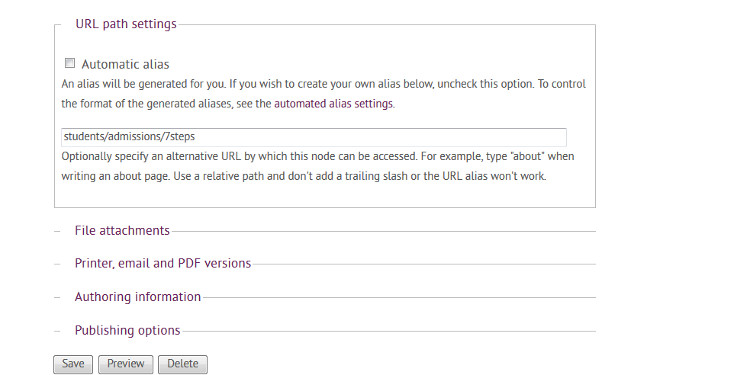 URL path settings
Automatic alias
An alias will be generated for you. If you wish to create your own alias below, uncheck this option. To control
the format of the generated aliases, see the automated alias settings.
students/admissions/7steps
Optionally specify an alternative URL by which this node can be accessed. For example, type "about" when
writing an about page. Use a relative path and don't add a trailing slash or the URL alias won't work.
File attachments
Printer, email and PDF versions
Authoring information
Publishing options
Save Preview Delete